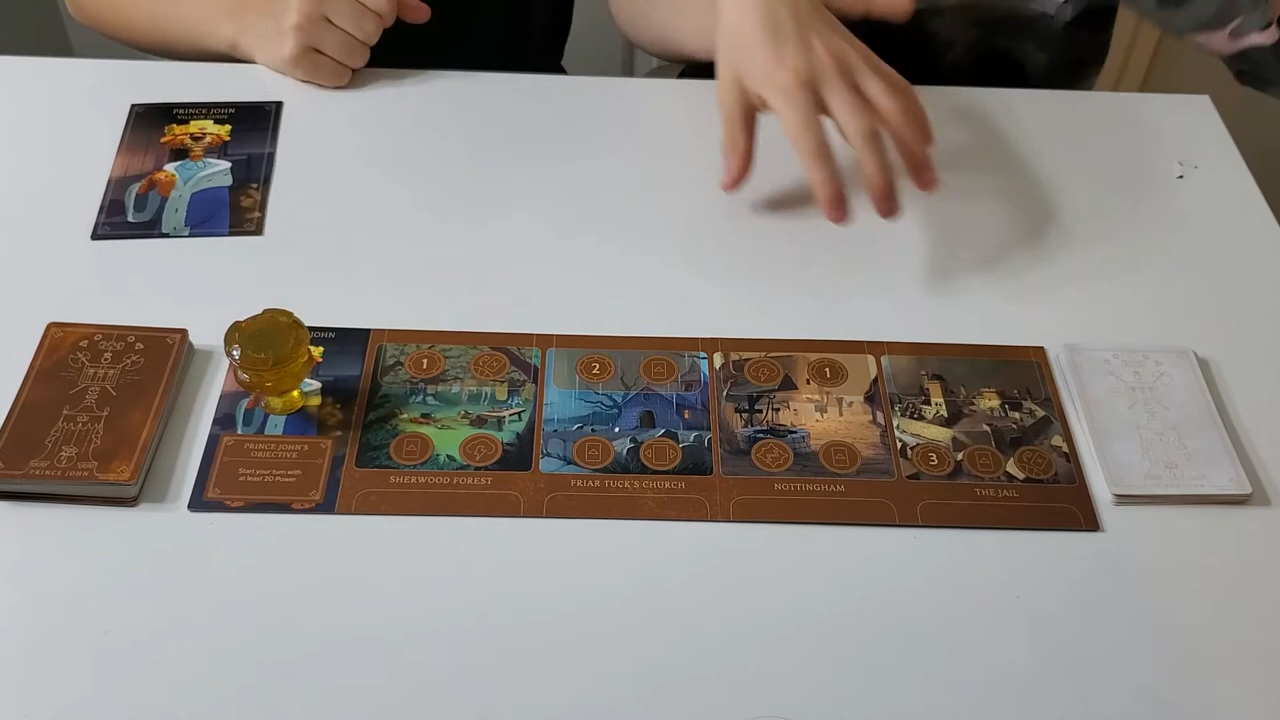 PRINCE JOHN
VILLAIN GUIDE
JOHN
PRINCE JOHN'S
OBJECTIVE
Start your turn with
at least 20 Power
1
2
1
3
SHERWOOD FOREST
FRIAR TUCK'S CHURCH
NOTTINGHAM
THE JAIL
PRINCE JOHN